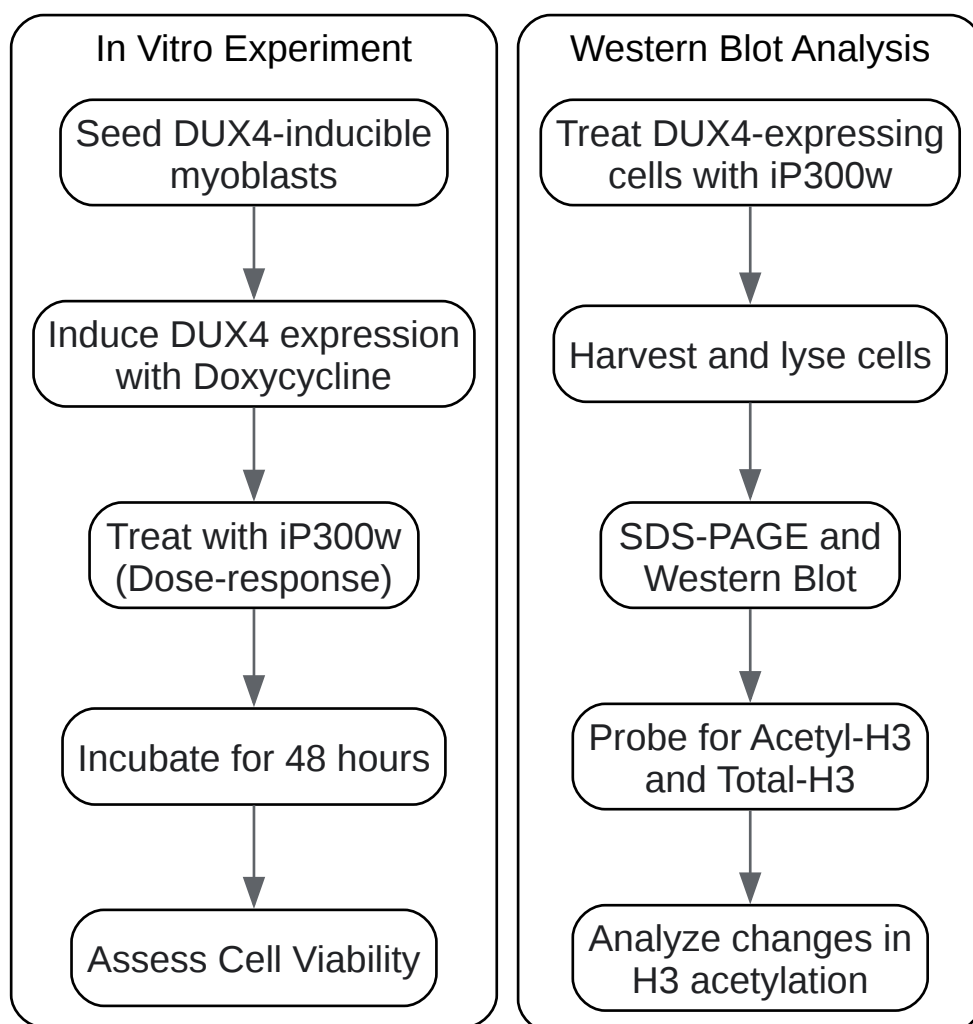 In Vitro Experiment
Seed DUX4-inducible
myoblasts
Induce DUX4 expression
with Doxycycline
Treat with iP300w
(Dose-response)
Incubate for 48 hours
Assess Cell Viability
Western Blot Analysis
Treat DUX4-expressing
cells with iP300w
Harvest and lyse cells
SDS-PAGE and
Western Blot
Probe for Acetyl-H3
and Total-H3
Analyze changes in
H3 acetylation